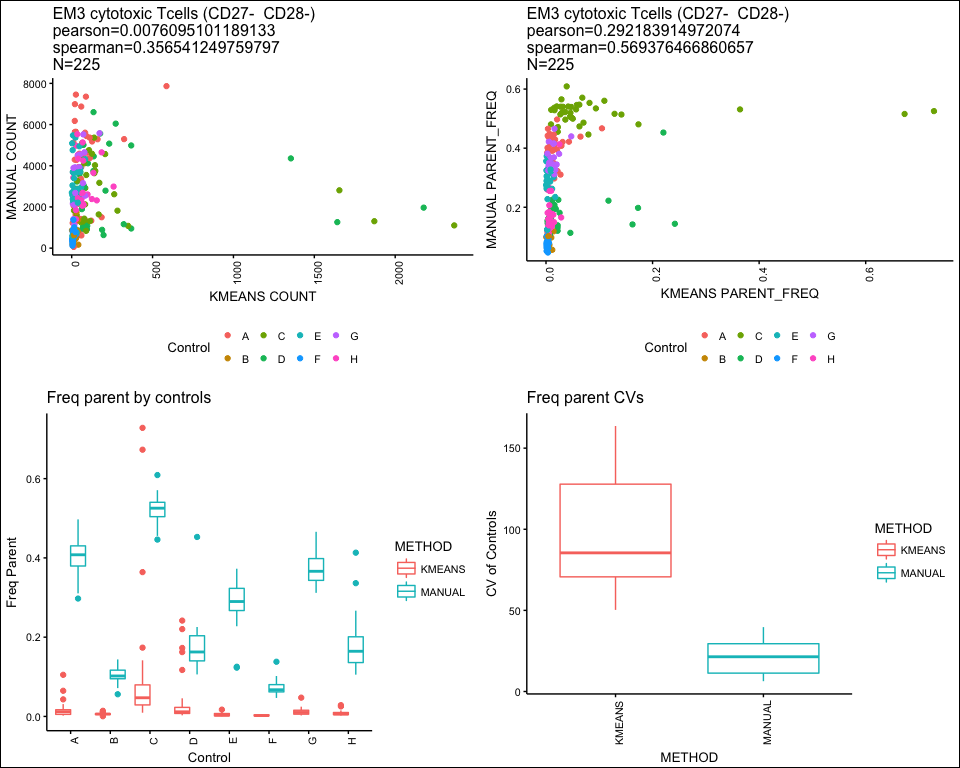 EM3 cytotoxic Tcells (CD27-  CD28-)
pearson=0.0076095101189133
spearman=0.356541249759797
N=225
8000
6000
4000
2000
0
MANUAL COUNT
0
500
1000
1500
2000
KMEANS COUNT
Control
A
C
E
G
B
D
F
H
EM3 cytotoxic Tcells (CD27-  CD28-)
pearson=0.292183914972074
spearman=0.569376466860657
N=225
0.6
0.4
0.2
MANUAL PARENT_FREQ
0.0
0.2
0.4
0.6
KMEANS PARENT_FREQ
Control
A
C
E
G
B
D
F
H
Freq parent by controls
0.6
0.4
0.2
0.0
Freq Parent
A
B
C
D
E
F
G
H
Control
METHOD
KMEANS
MANUAL
Freq parent CVs
150
100
50
0
CV of Controls
KMEANS
MANUAL
METHOD
METHOD
KMEANS
MANUAL